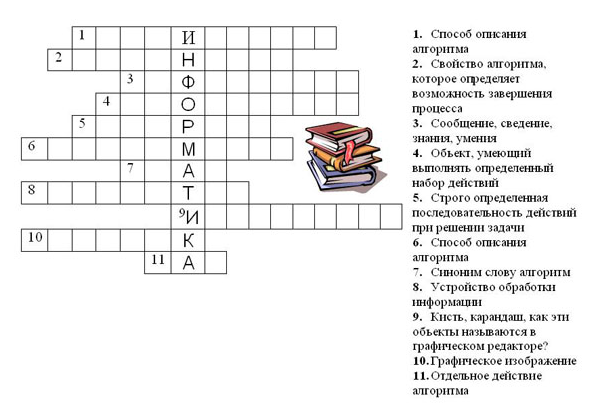 1 И
2 Н
3 Ф
4 О
5 Р
6 М
7 А
8 Т
9И
10 К
11 А
1. Способ описания
алгоритма
2. Свойство алгоритма,
которое определяет
возможность завершения
процесса
3. Сообщение, сведение,
знания, умения
4. Объект, умеющий
выполнять определенный
набор действий
5. Строго определенная
последовательность действий
при решении задачи
6. Способ описания
алгоритма
7. Синоним слову алгоритм
8. Устройство обработки
информации
9. Кисть, карандаш, как эти
объекты называются в
графическом редакторе?
10. Графическое изображение
11. Отдельное действие
алгоритма